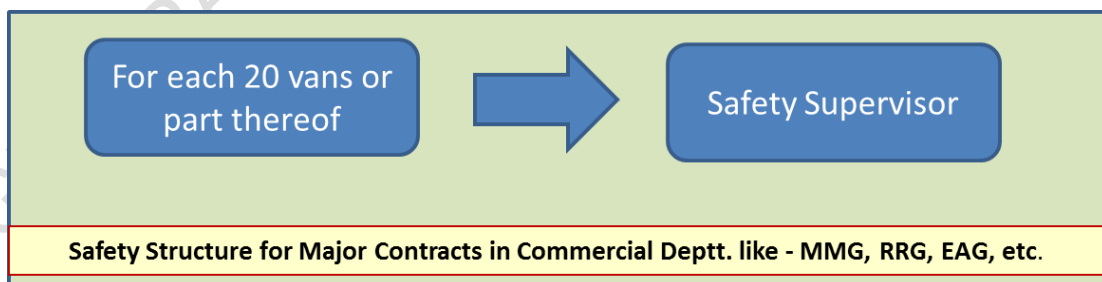 For each 20 vans or
part thereof
Safety Supervisor
Safety Structure for Major Contracts in Commercial Deptt. like - MMG, RRG, EAG, etc.